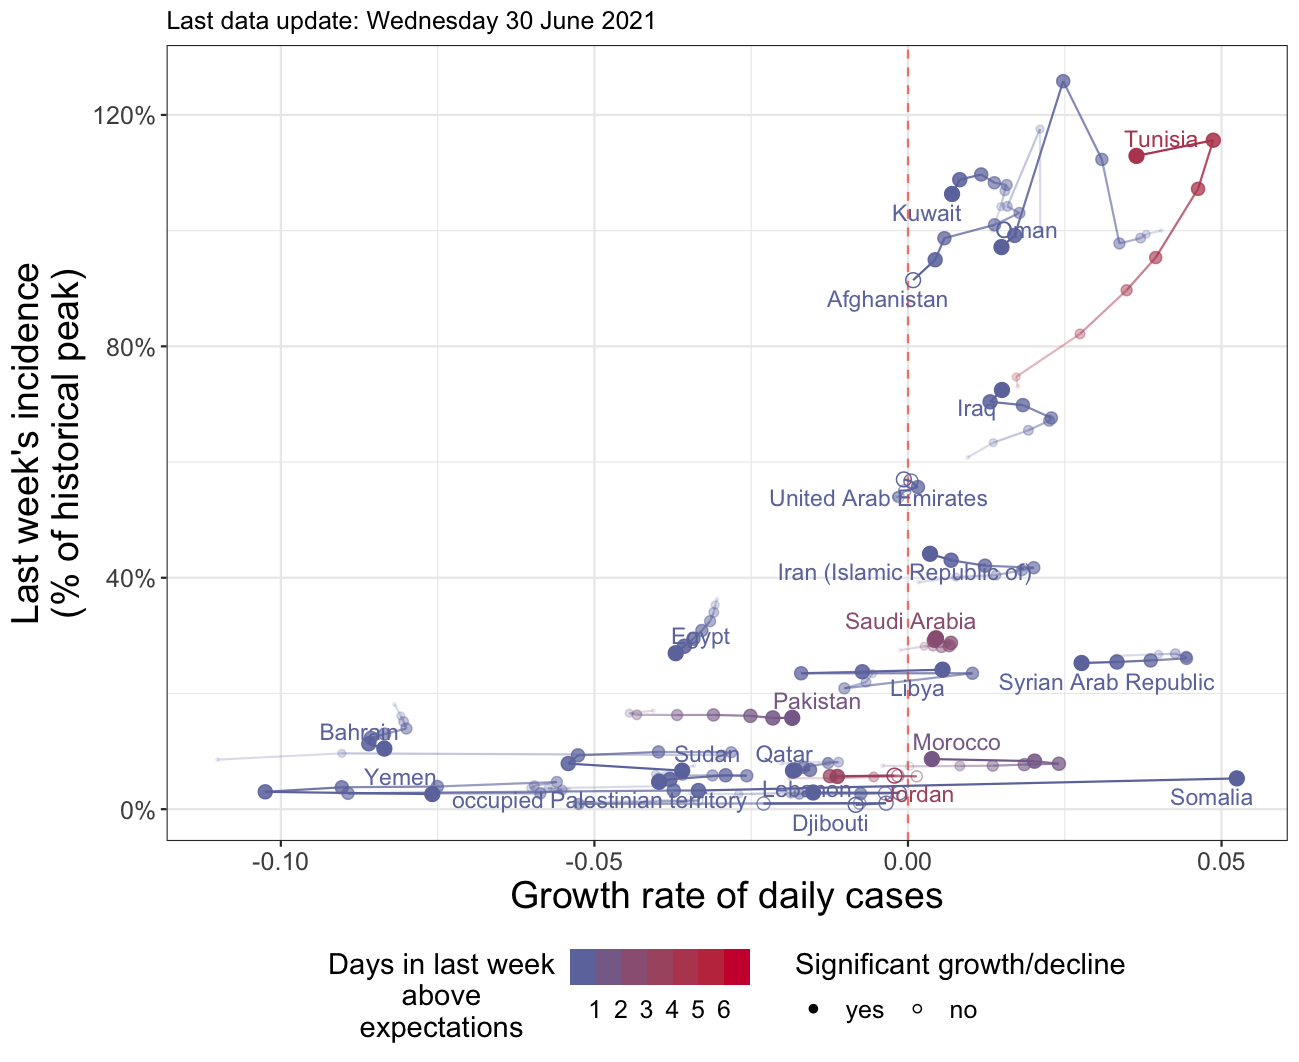 Last data update: Wednesday 30 June 2021
Last week's incidence
(% of historical peak)
120%
80%
40%
0%
Tunisia
Kuwait
Oman
Afghanistan
Iraq
United Arab Emirates
Iran (Islamic Republic of)
Saudi Arabia
Egypt
Syrian Arab Republic
Libya
Pakistan
Bahrain
Morocco
Sudan
Qatar
Yemen
Lebanon
Jordan
occupied Palestinian territory
Somalia
Djibouti
-0.10
-0.05
0.00
0.05
Growth rate of daily cases
Days in last week
above
expectations
1 2 3 4 5 6
Significant growth/decline
yes
no